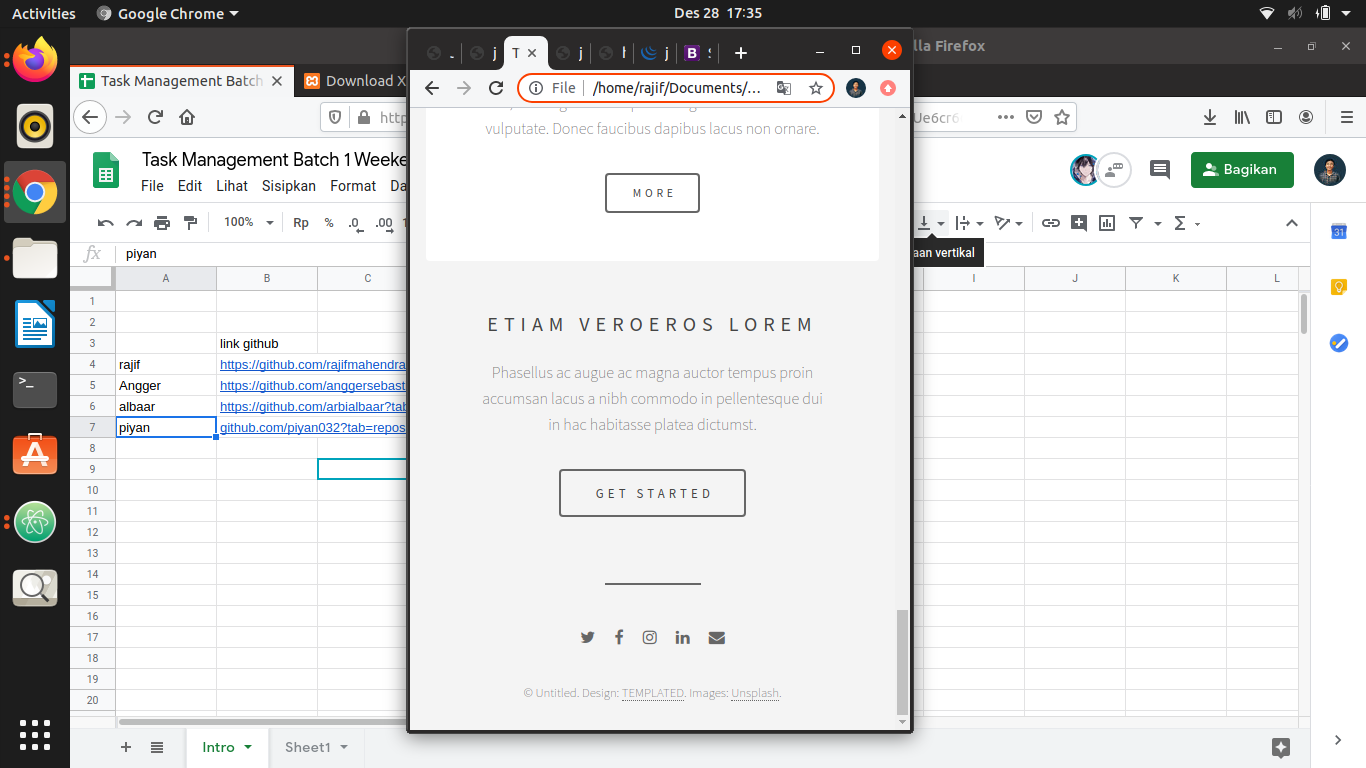 Activities
Google Chrome
Des 28 17:35
lla Firefox
Task Management Batch
Download X
T
j
File
/home/rajif/Documents/...
Ue6cr6
Task Management Batch 1 Weeke
File Edit Lihat Sisipkan Format Da
Bagikan
100% Rp % .0 .00
aan vertikal
fx piyan
A B C I J K L
1
2
3 link github
4 rajif https://github.com/rajifmahendra
5 Angger https://github.com/anggersebast
6 albaar https://github.com/arbialbaar?tab
7 piyan github.com/piyan032?tab=repos
8
9
10
11
12
13
14
15
16
17
18
19
20
vulputate. Donec faucibus dapibus lacus non ornare.
MORE
ETIAM VEROEROS LOREM
Phasellus ac augue ac magna auctor tempus proin
accumsan lacus a nibh commodo in pellentesque dui
in hac habitasse platea dictumst.
GET STARTED
© Untitled. Design: TEMPLATED. Images: Unsplash.
Intro
Sheet1
31